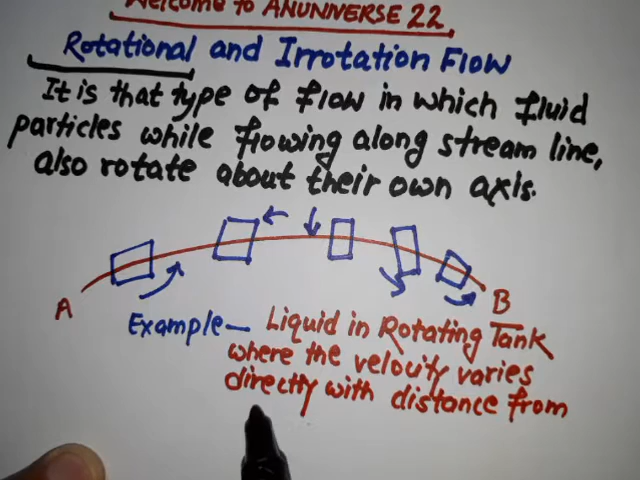 Welcome to ANUNIVERSE 22
Rotational and Irrotation Flow
It is that type of flow in which fluid
particles while flowing along stream line,
also rotate about their own axis.
A
B
Example - Liquid in Rotating Tank
where the velocity varies
directly with distance from